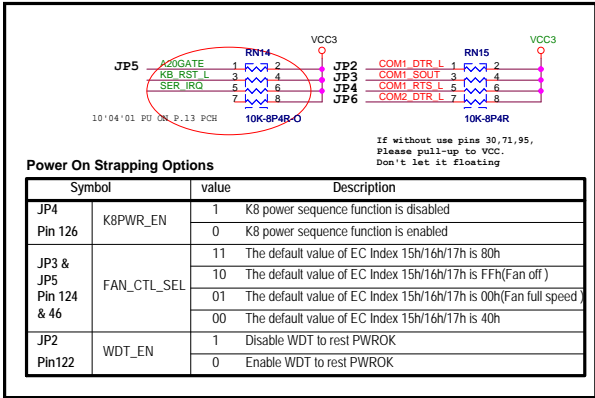 VCC3
VCC3
RN14
RN15
JP5
A20GATE 1 2
KB_RST_L 3 4
SER_IRQ 5 6
7 8
10'04'01 PU ON P.13 PCH
10K-8P4R-O
JP2 COM1_DTR_L 1 2
JP3 COM1_SOUT 3 4
JP4 COM1_RTS_L 5 6
JP6 COM2_DTR_L 7 8
10K-8P4R
If without use pins 30,71,95,
Please pull-up to VCC.
Don't let it floating
Power On Strapping Options
Symbol value Description
JP4
Pin 126
K8PWR_EN
1 K8 power sequence function is disabled
0 K8 power sequence function is enabled
JP3 &
JP5
Pin 124
& 46
FAN_CTL_SEL
11 The default value of EC Index 15h/16h/17h is 80h
10 The default value of EC Index 15h/16h/17h is FFh(Fan off )
01 The default value of EC Index 15h/16h/17h is 00h(Fan full speed )
00 The default value of EC Index 15h/16h/17h is 40h
JP2
Pin122
WDT_EN
1 Disable WDT to rest PWROK
0 Enable WDT to rest PWROK